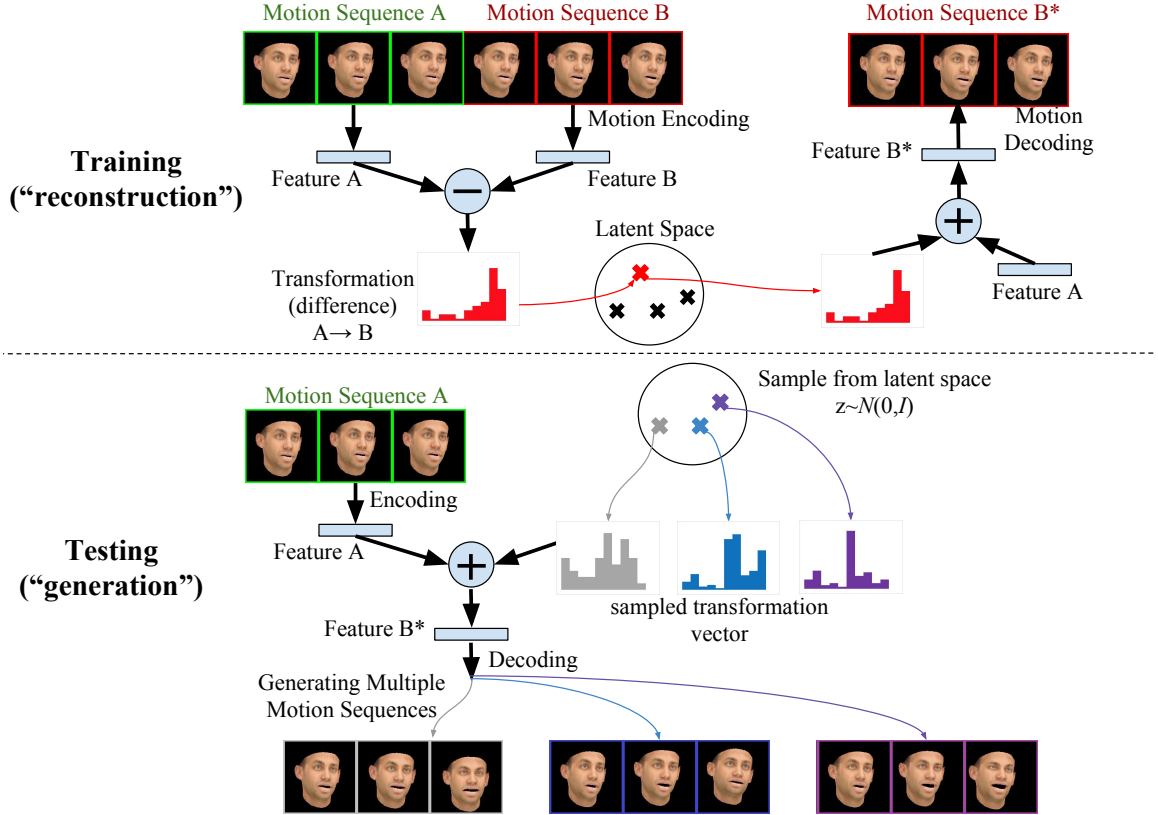 Motion Sequence A
Motion Sequence B
Motion Sequence B*
Motion Encoding
Motion
Decoding
Feature B*
Training
(“reconstruction”)
Feature A
Feature B
Latent Space
Transformation
(difference)
A→ B
Feature A
Motion Sequence A
Sample from latent space
z~N(0,I)
Encoding
Feature A
Testing
(“generation”)
sampled transformation
vector
Feature B*
Decoding
Generating Multiple
Motion Sequences